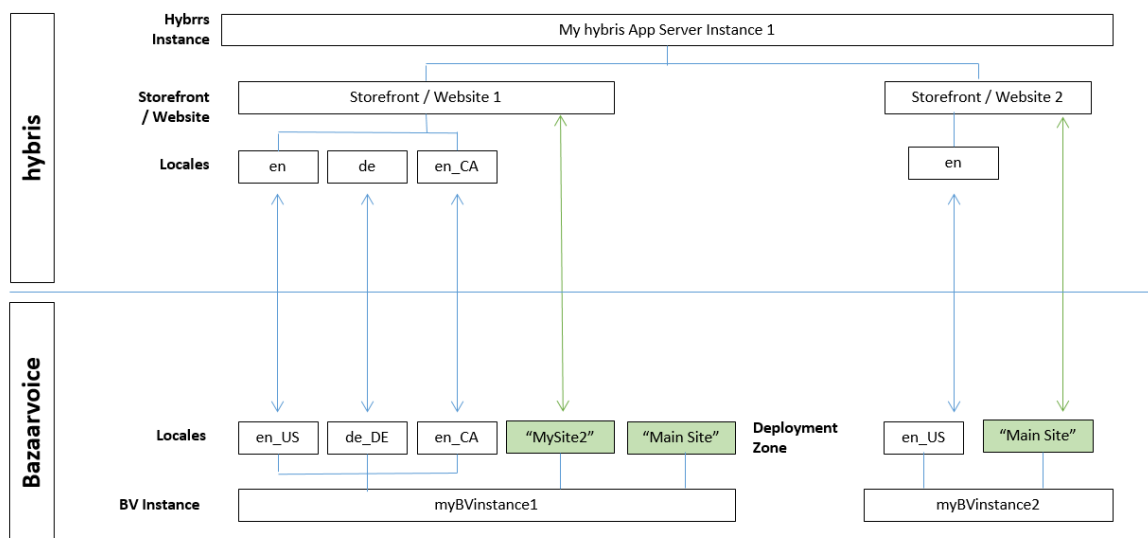 hybris
Hybrrs
Instance
My hybris App Server Instance 1
Storefront
/ Website
Storefront / Website 1
Storefront / Website 2
Locales
en
de
en_CA
en
Bazaarvoice
Locales
en_US
de_DE
en_CA
“MySite2”
“Main Site”
Deployment
Zone
en_US
“Main Site”
BV Instance
myBVinstance1
myBVinstance2